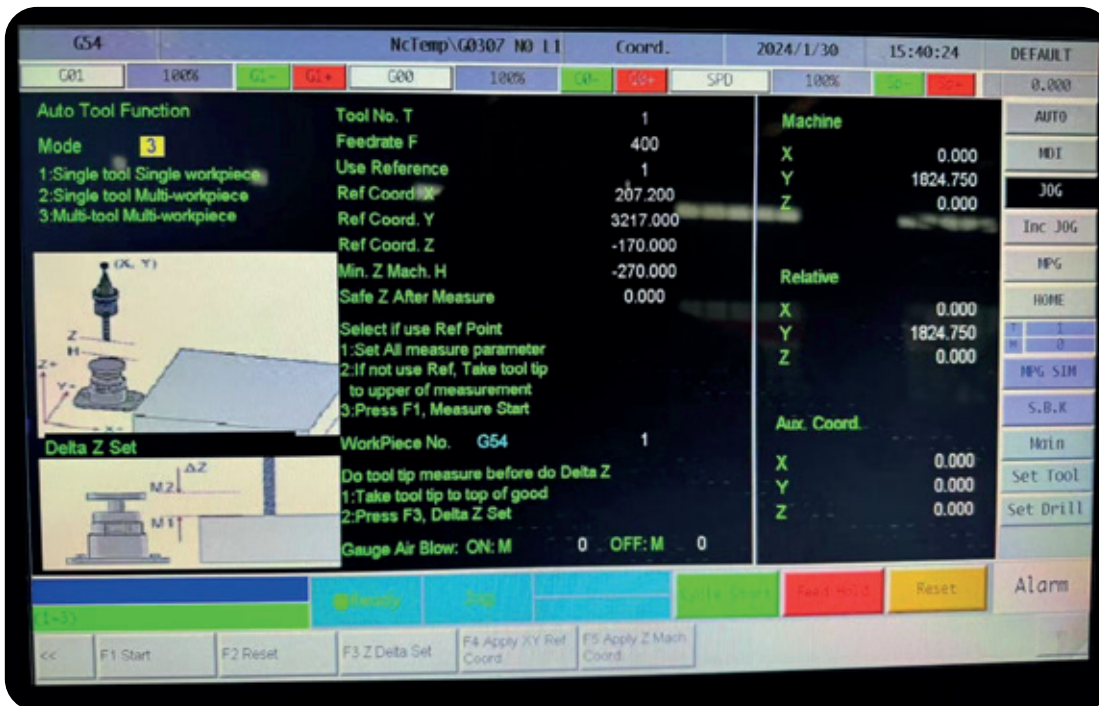 G54 NcTemp\G0307 N0 L1 Coord. 2024/1/30 15:40:24 DEFAULT
G01 100% G1- G1+ G00 100% G0- G0+ SPD 100% Sp- Sp+ 0.000
Auto Tool Function
Mode 3
1:Single tool Single workpiece
2:Single tool Multi-workpiece
3:Multi-tool Multi-workpiece
(X, Y)
Z
H
Z+
Y+
X+
Delta Z Set
ΔZ
M2
M1
Tool No. T 1
Feedrate F 400
Use Reference 1
Ref Coord. X 207.200
Ref Coord. Y 3217.000
Ref Coord. Z -170.000
Min. Z Mach. H -270.000
Safe Z After Measure 0.000
Select if use Ref Point
1:Set All measure parameter
2:If not use Ref, Take tool tip
to upper of measurement
3:Press F1, Measure Start
WorkPiece No. G54 1
Do tool tip measure before do Delta Z
1:Take tool tip to top of good
2:Press F3, Delta Z Set
Gauge Air Blow: ON: M 0 OFF: M 0
Machine
X 0.000
Y 1824.750
Z 0.000
Relative
X 0.000
Y 1824.750
Z 0.000
Aux. Coord.
X 0.000
Y 0.000
Z 0.000
AUTO
MDI
JOG
Inc JOG
MPG
HOME
T 1
M 0
MPG SIM
S.B.K
Main
Set Tool
Set Drill
Ready Jog Cycle Start Feed Hold Reset Alarm
(1~3)
<< F1 Start F2 Reset F3 Z Delta Set F4 Apply XY Ref Coord. F5 Apply Z Mach. Coord.